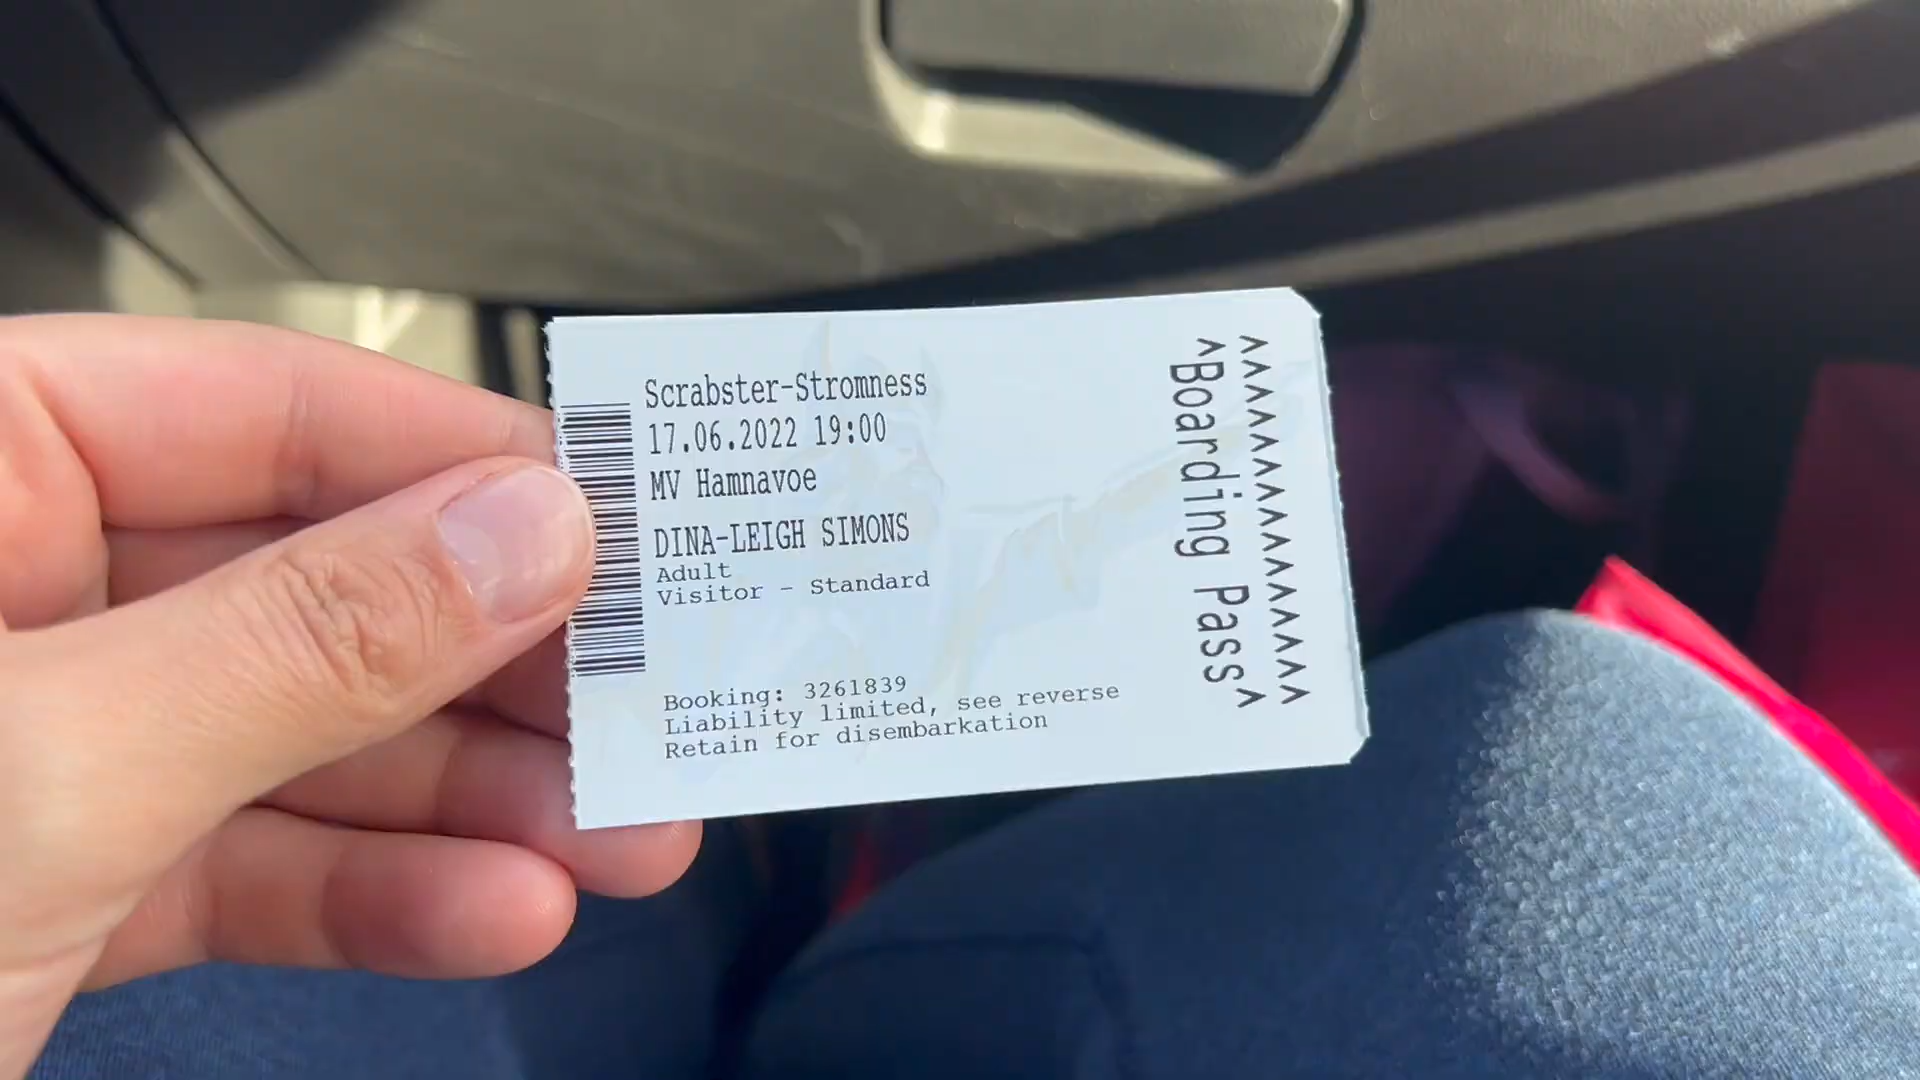 Scrabster-Stromness
17.06.2022 19:00
MV Hamnavoe
DINA-LEIGH SIMONS
Adult
Visitor - Standard
Booking: 3261839
Liability limited, see reverse
Retain for disembarkation
^^^^^^^^^^^^^^^
^Boarding Pass^